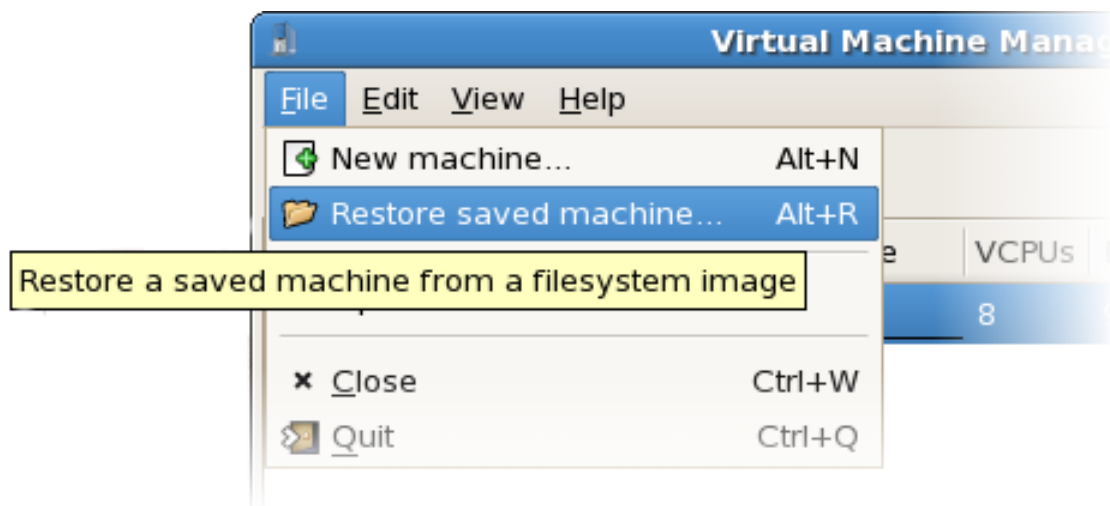 Virtual Machine
File Edit View Help
New machine... Alt+N
Restore saved machine... Alt+R
VCPUs
Restore a saved machine from a filesystem image
8
Close Ctrl+W
Quit Ctrl+Q